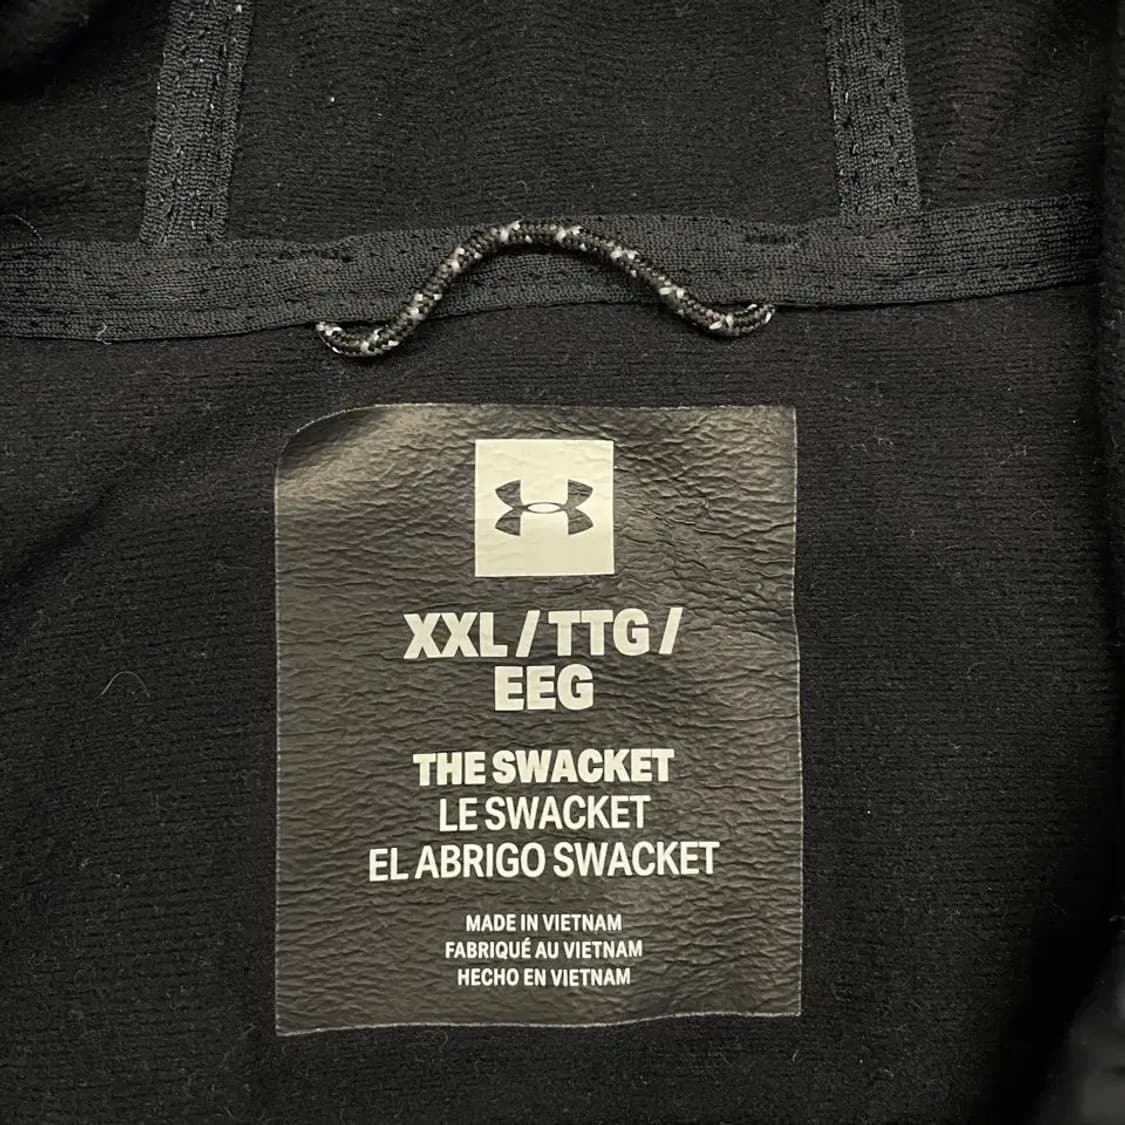 XXL / TTG /
EEG
THE SWACKET
LE SWACKET
EL ABRIGO SWACKET
MADE IN VIETNAM
FABRIQUÉ AU VIETNAM
HECHO EN VIETNAM